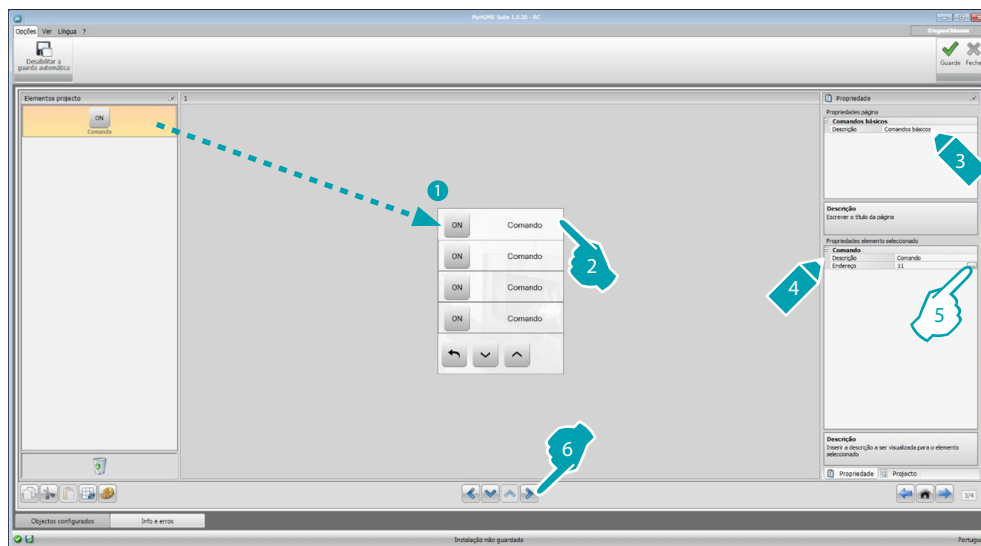 MyHOME Suite 1.0.30 - RC
Opções Ver Língua ?
Desabilitar a
guarda automática
Guarde Feche
Elementos projecto
ON
Comando
1
1
ON Comando
2
ON Comando
ON Comando
ON Comando
6
Propriedade
Propriedades página
Comandos básicos
Descrição Comandos básicos
3
Descrição
Escrever o título da página
Propriedades elemento seleccionado
Comando
Descrição Comando
Endereço 11 ...
4
5
Descrição
Inserir a descrição a ser visualizada para o elemento
seleccionado
Propriedade Projecto
3/4
Objectos configurados Info e erros
Instalação não guardada